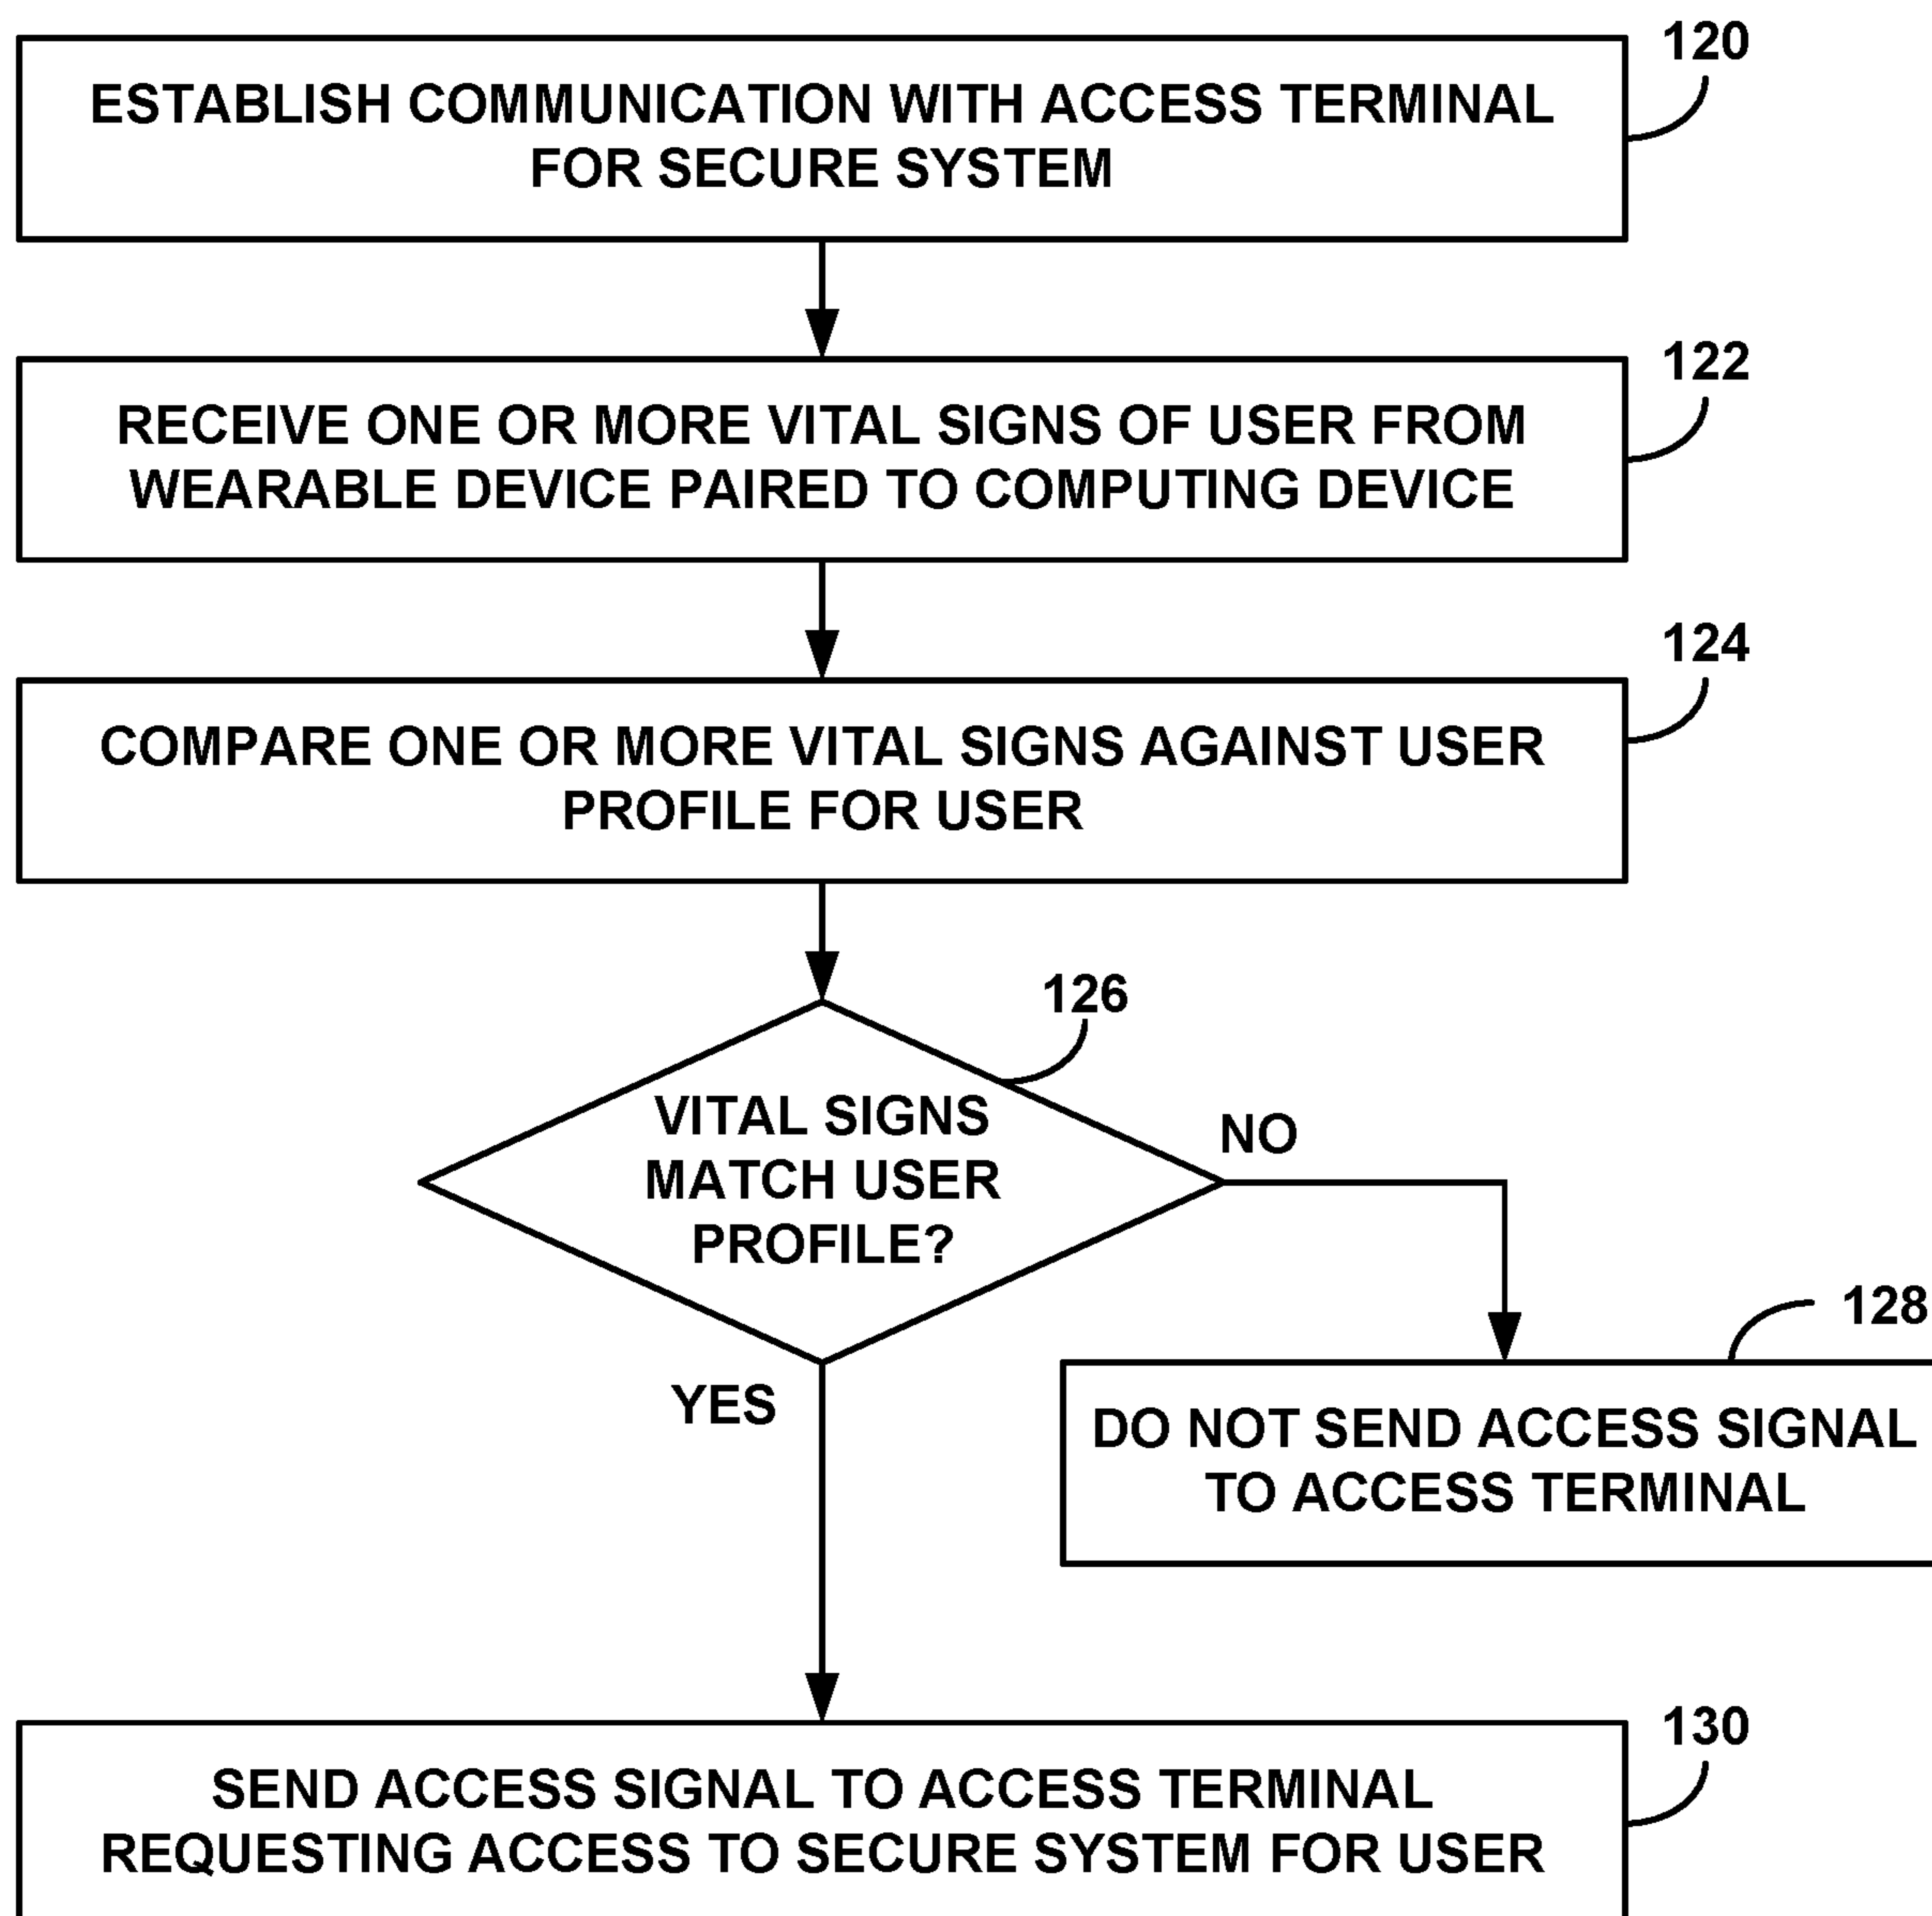 120
ESTABLISH COMMUNICATION WITH ACCESS TERMINAL
FOR SECURE SYSTEM
122
RECEIVE ONE OR MORE VITAL SIGNS OF USER FROM
WEARABLE DEVICE PAIRED TO COMPUTING DEVICE
124
COMPARE ONE OR MORE VITAL SIGNS AGAINST USER
PROFILE FOR USER
126
VITAL SIGNS
MATCH USER
PROFILE?
NO
128
DO NOT SEND ACCESS SIGNAL
TO ACCESS TERMINAL
YES
130
SEND ACCESS SIGNAL TO ACCESS TERMINAL
REQUESTING ACCESS TO SECURE SYSTEM FOR USER